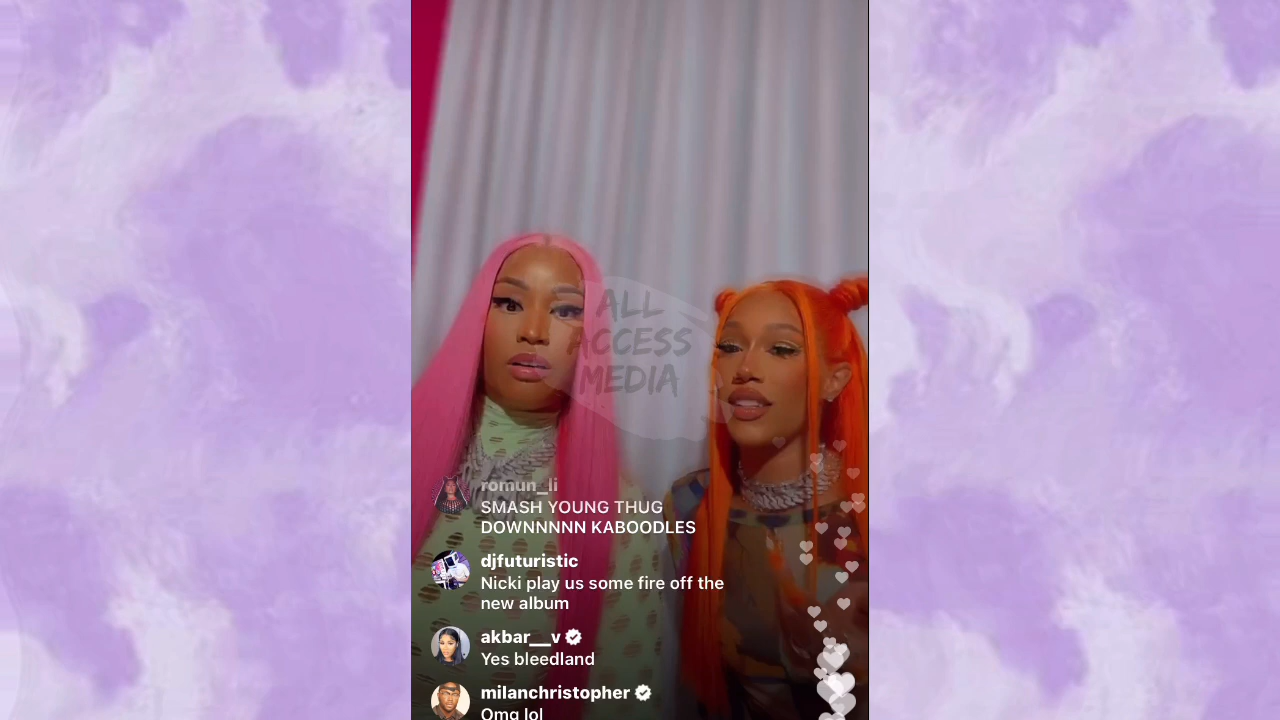 ALL
ACCESS
MEDIA
romun_li
SMASH YOUNG THUG
DOWNNNNN KABOODLES
djfuturistic
Nicki play us some fire off the
new album
akbar__v
Yes bleedland
milanchristopher
Omg lol